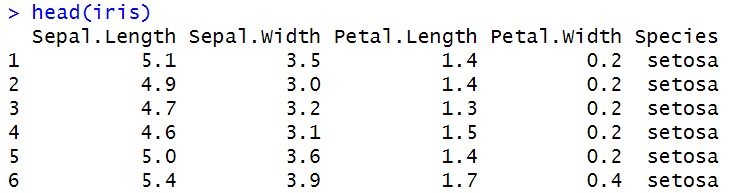 > head(iris)
Sepal.Length Sepal.Width Petal.Length Petal.Width Species
1 5.1 3.5 1.4 0.2 setosa
2 4.9 3.0 1.4 0.2 setosa
3 4.7 3.2 1.3 0.2 setosa
4 4.6 3.1 1.5 0.2 setosa
5 5.0 3.6 1.4 0.2 setosa
6 5.4 3.9 1.7 0.4 setosa